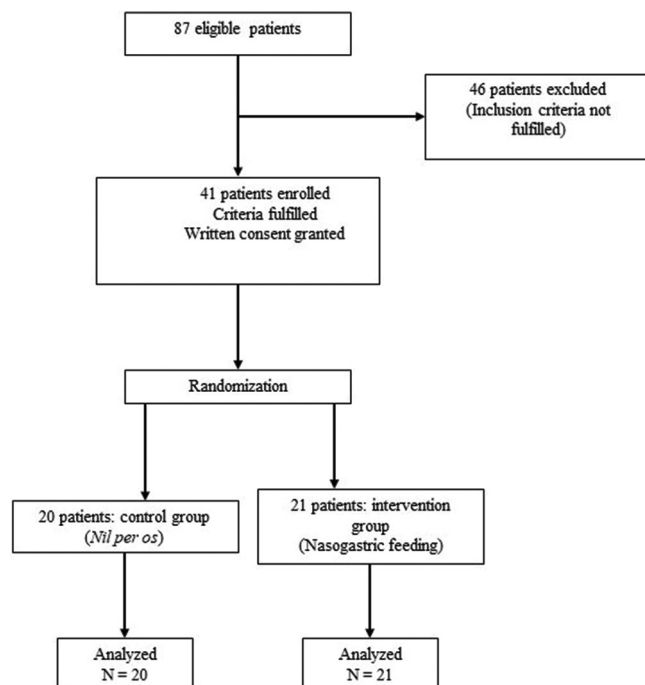 87 eligible patients
46 patients excluded
(Inclusion criteria not
fulfilled)
41 patients enrolled
Criteria fulfilled
Written consent granted
Randomization
20 patients: control group
(Nil per os)
21 patients: intervention
group
(Nasogastric feeding)
Analyzed
N = 20
Analyzed
N = 21